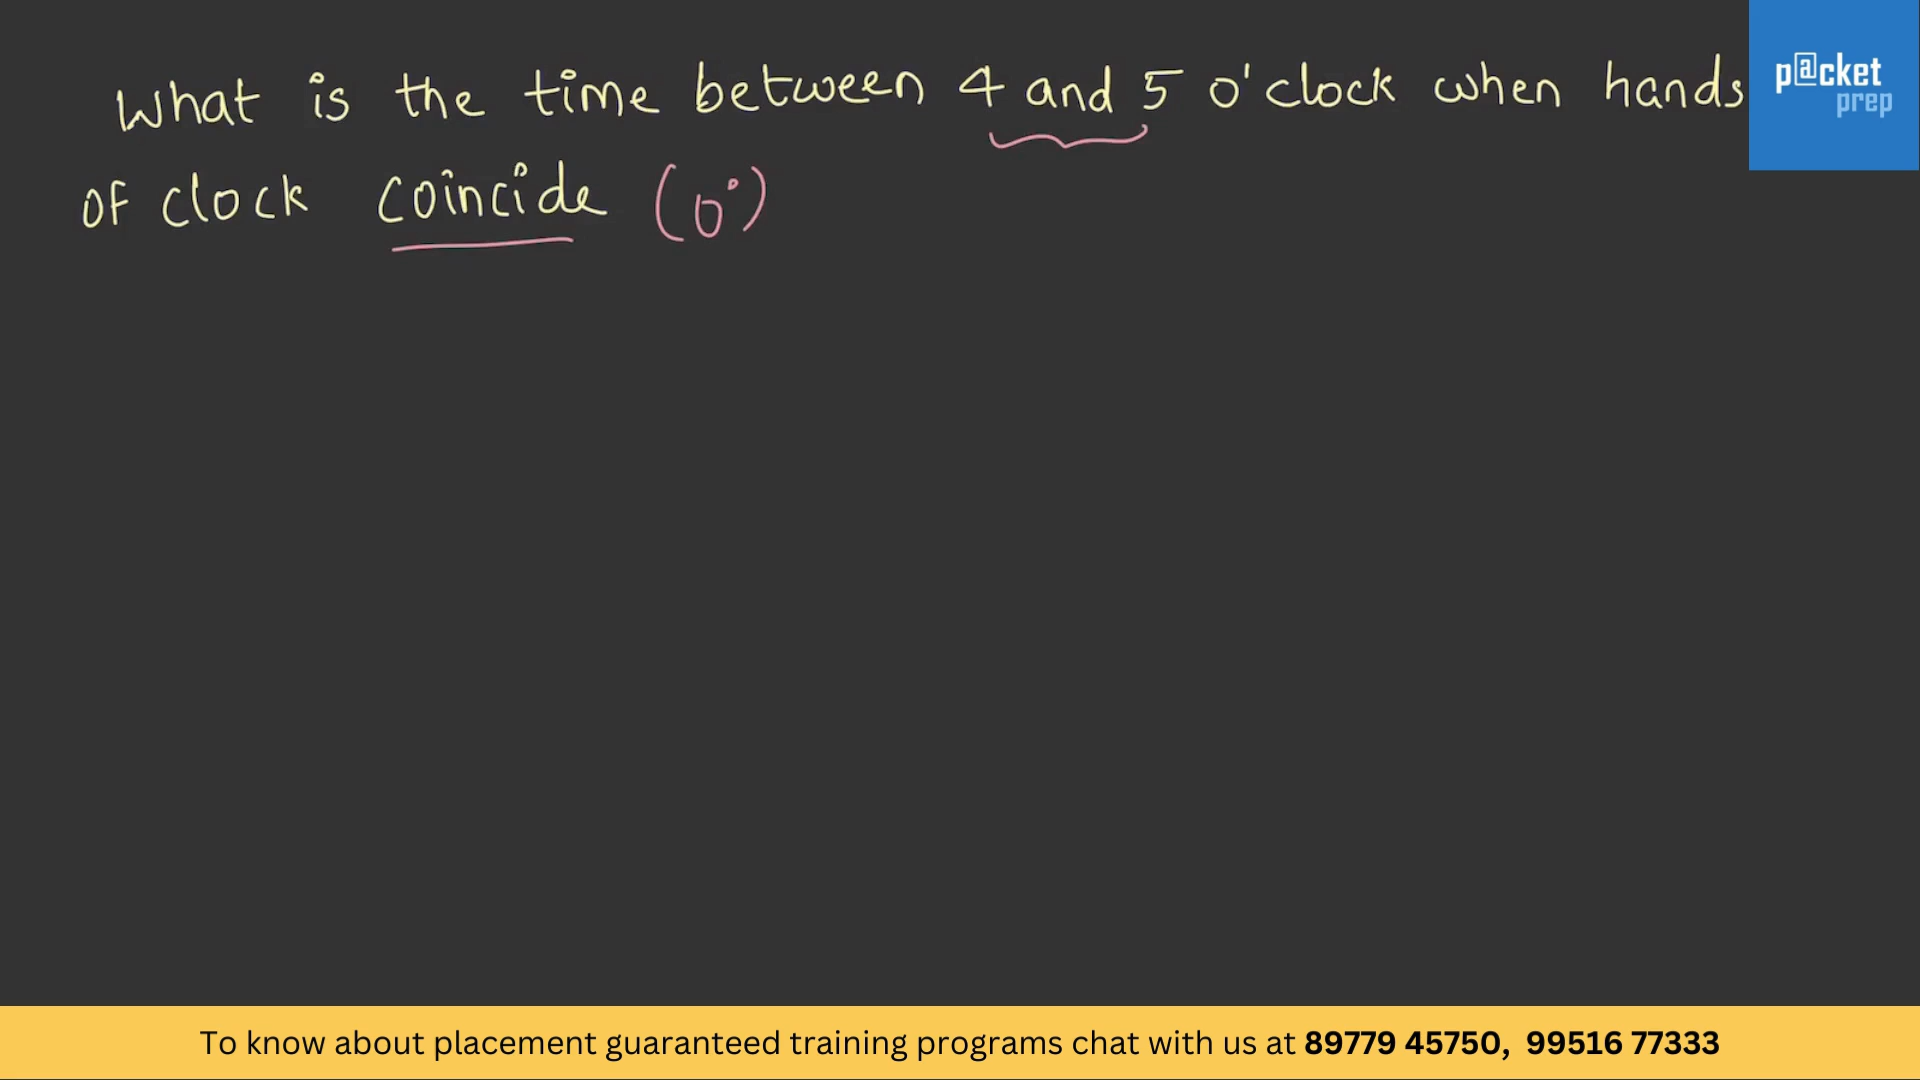 What is the time between 4 and 5 o'clock when hands
of clock coincide (0°)
p@cket
prep
To know about placement guaranteed training programs chat with us at 89779 45750, 99516 77333